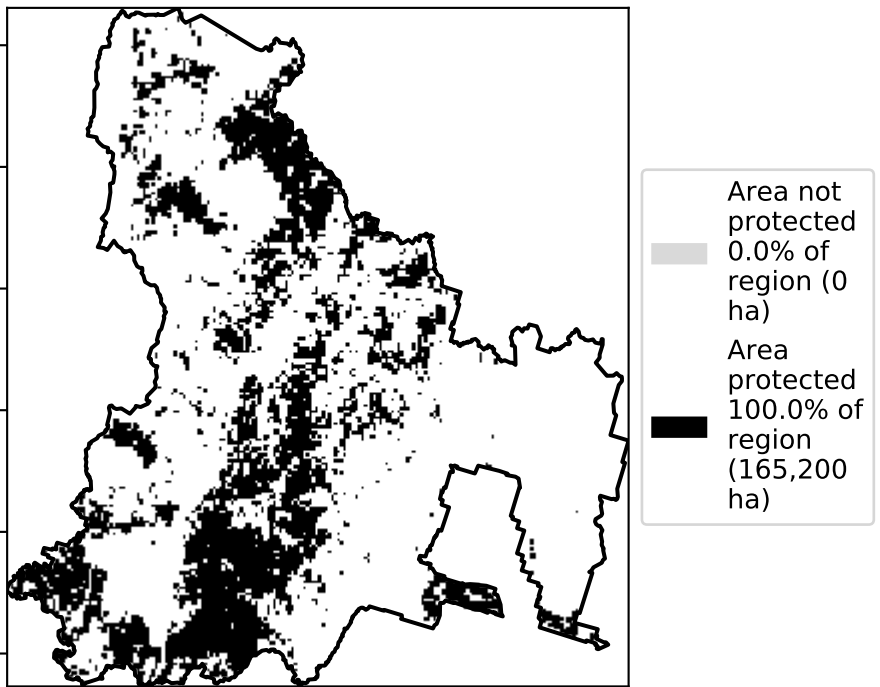 Area not
protected
0.0% of
region (0
ha)
Area
protected
100.0% of
region
(165,200
ha)